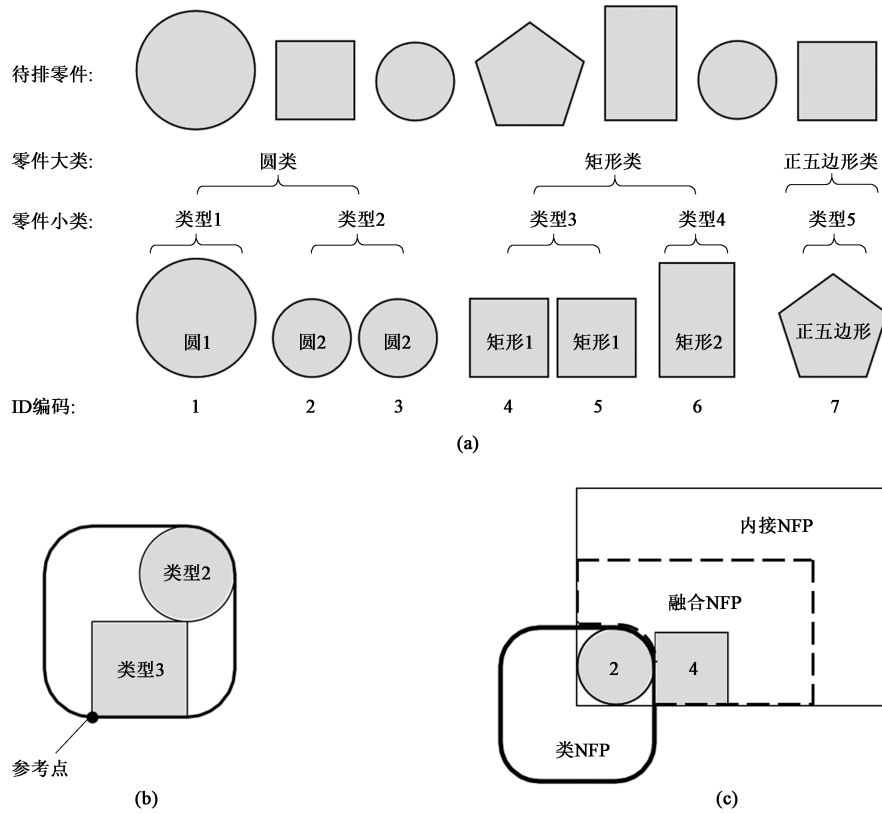 待排零件:
零件大类: 圆类 矩形类 正五边形类
零件小类: 类型1 类型2 类型3 类型4 类型5
圆1 圆2 圆2 矩形1 矩形1 矩形2 正五边形
ID编码: 1 2 3 4 5 6 7
(a)
类型2
类型3
参考点
(b)
内接NFP
融合NFP
2 4
类NFP
(c)